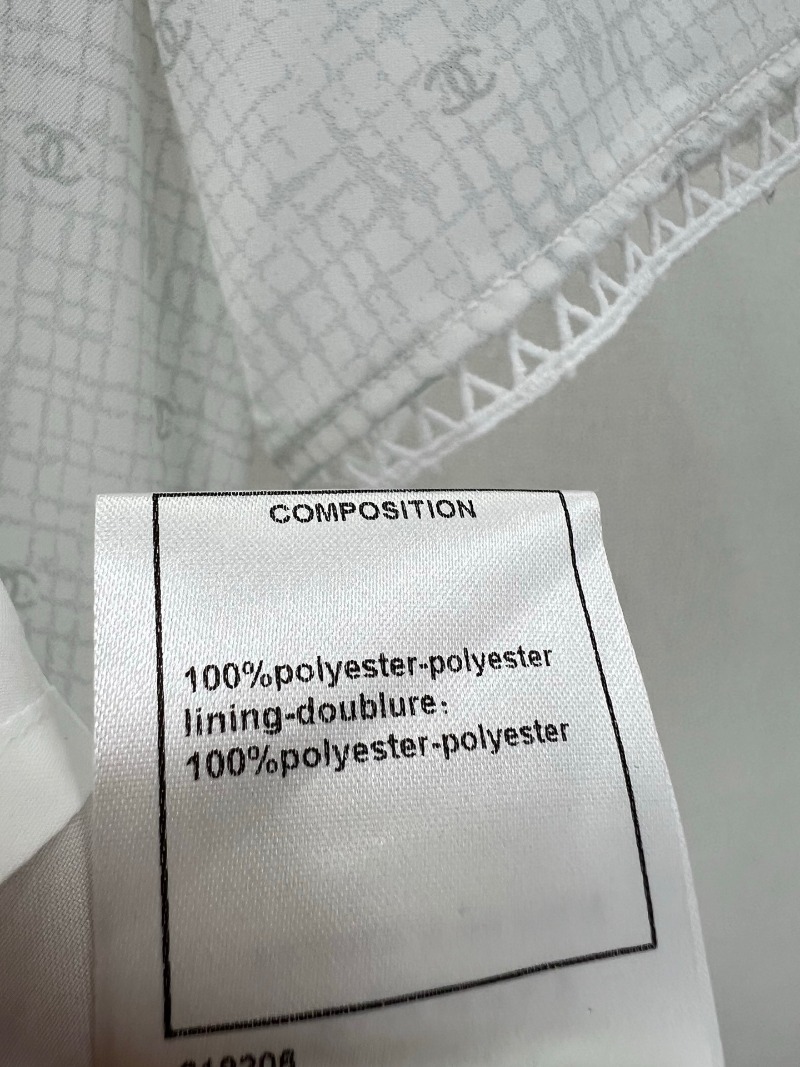 COMPOSITION
100%polyester-polyester
lining-doublure:
100%polyester-polyester